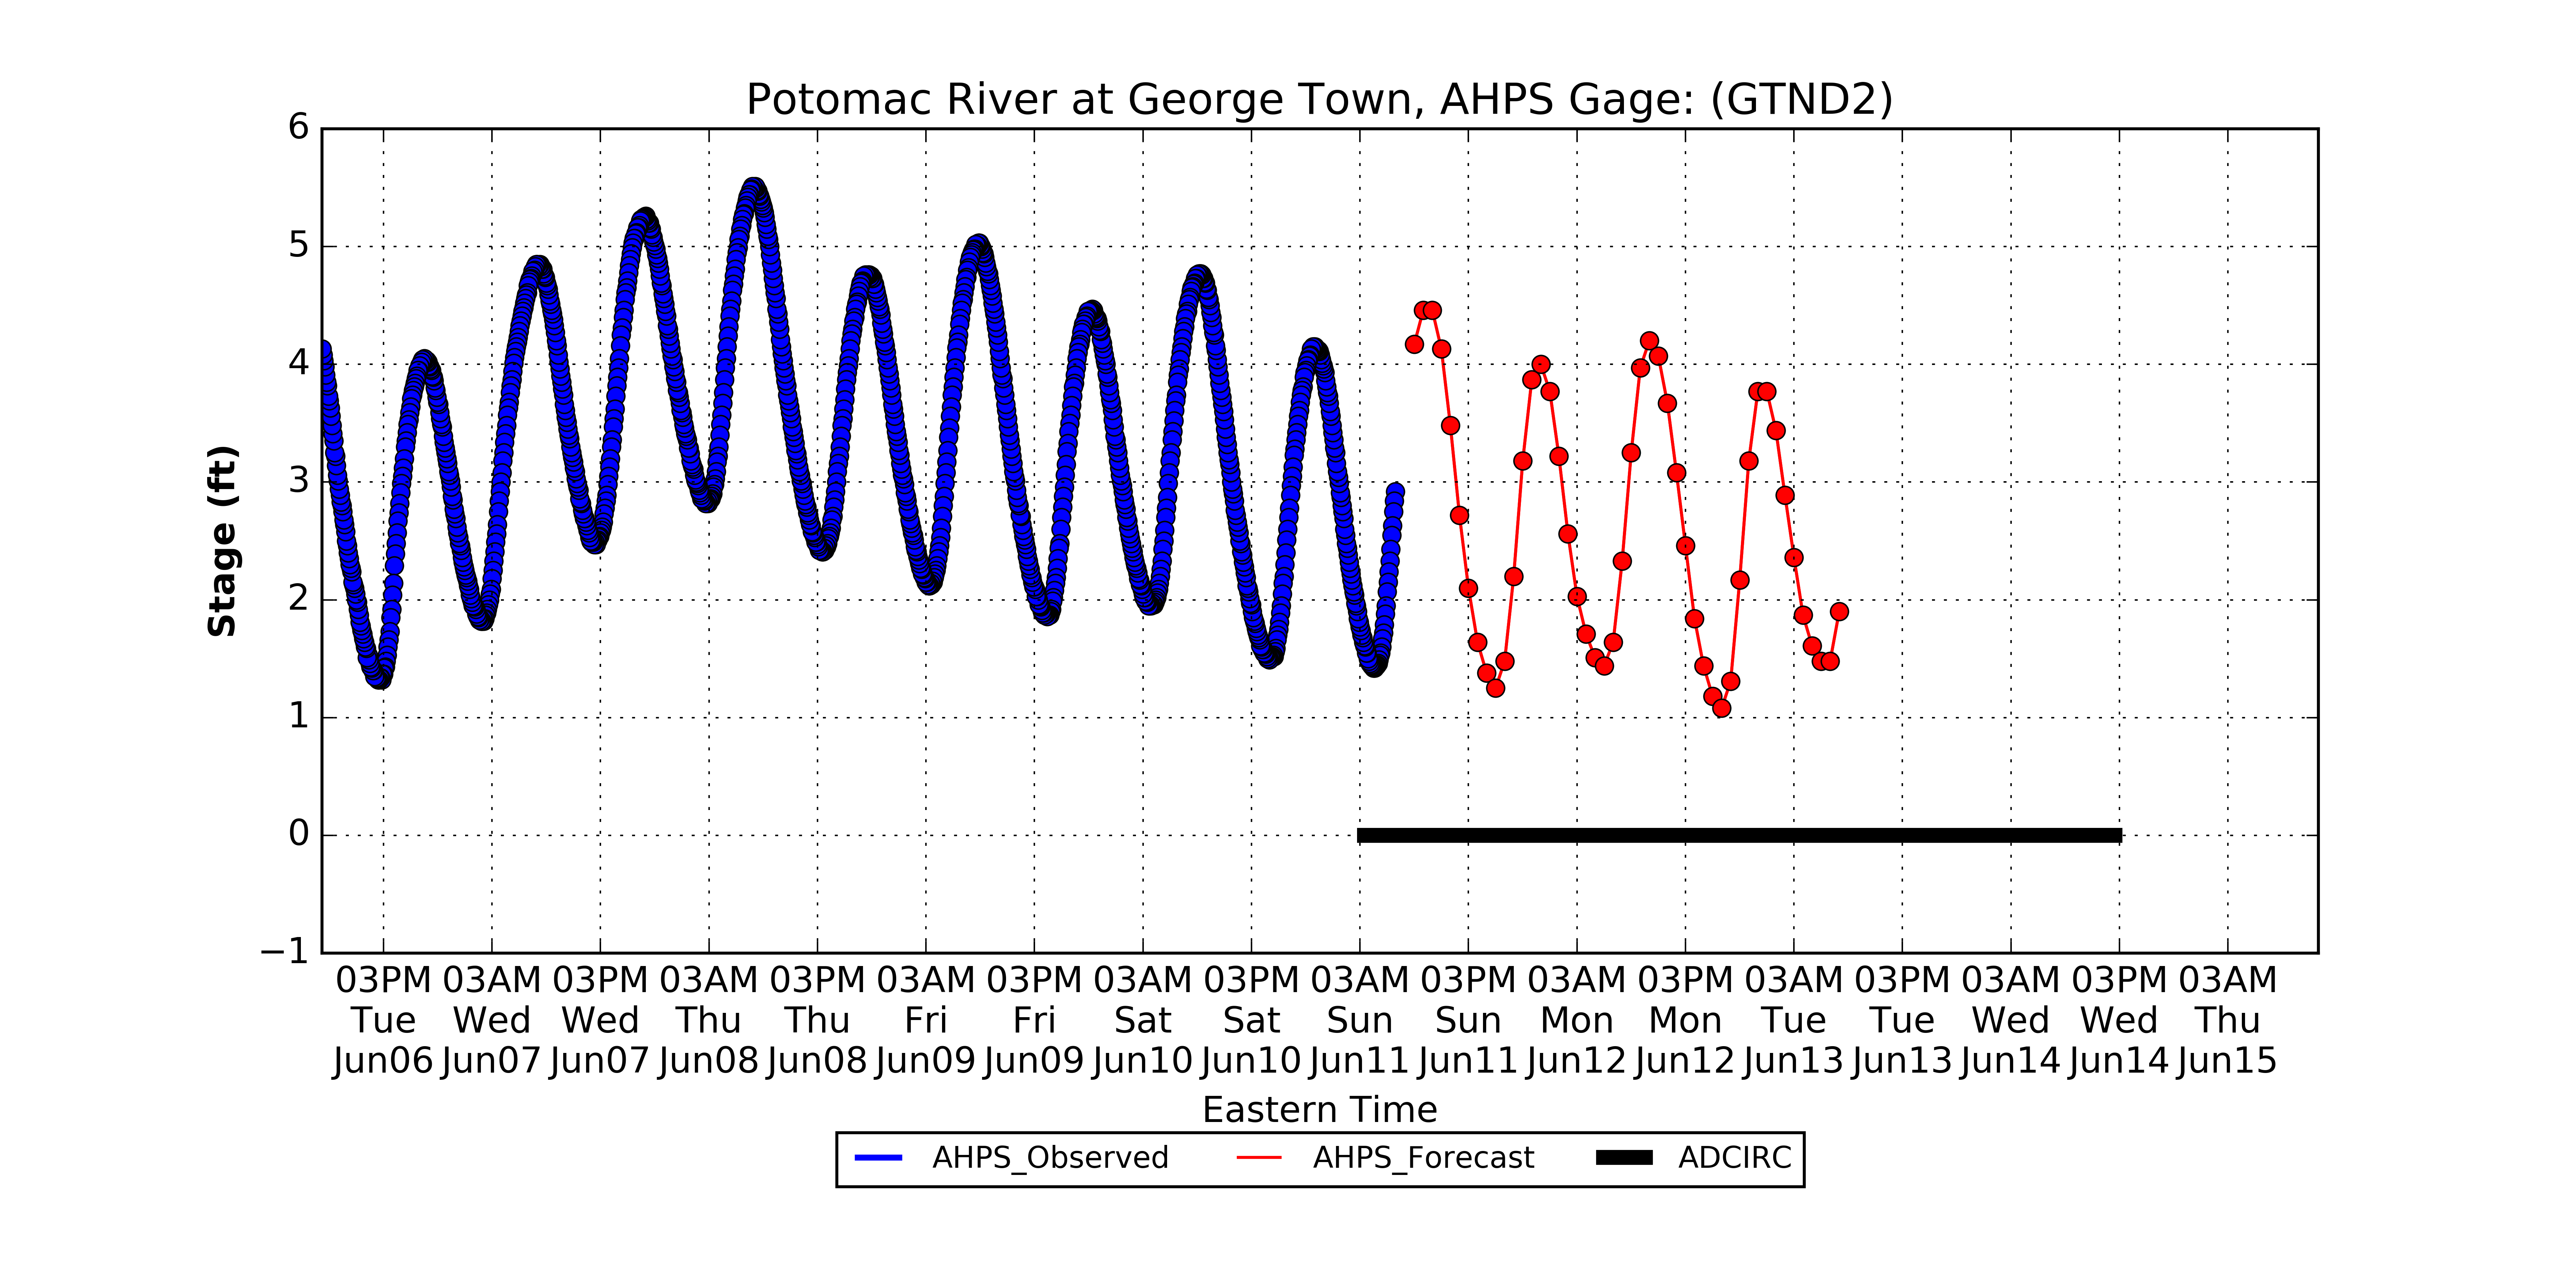 Potomac River at George Town, AHPS Gage: (GTND2)
6
5
4
3
2
1
0
−1
Stage (ft)
03PM 03AM 03PM 03AM 03PM 03AM 03PM 03AM 03PM 03AM 03PM 03AM 03PM 03AM 03PM 03AM 03PM 03AM
Tue Wed Wed Thu Thu Fri Fri Sat Sat Sun Sun Mon Mon Tue Tue Wed Wed Thu
Jun06 Jun07 Jun07 Jun08 Jun08 Jun09 Jun09 Jun10 Jun10 Jun11 Jun11 Jun12 Jun12 Jun13 Jun13 Jun14 Jun14 Jun15
Eastern Time
AHPS_Observed AHPS_Forecast ADCIRC